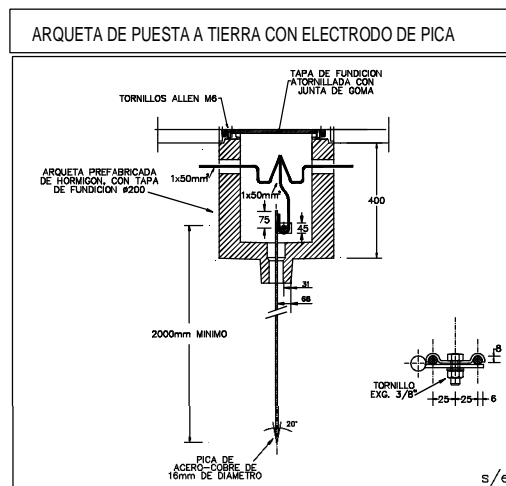 ARQUETA DE PUESTA A TIERRA CON ELECTRODO DE PICA
TAPA DE FUNDICION
ATORNILLADA CON
JUNTA DE GOMA
TORNILLOS ALLEN M6
ARQUETA PREFABRICADA
DE HORMIGON, CON TAPA
DE FUNDICION ø200
1x50mm²
1x50mm²
400
75
45
31
68
2000mm MINIMO
8
TORNILLO
EXG. 3/8"
25
25
6
20°
PICA DE
ACERO-COBRE DE
16mm DE DIAMETRO
s/e